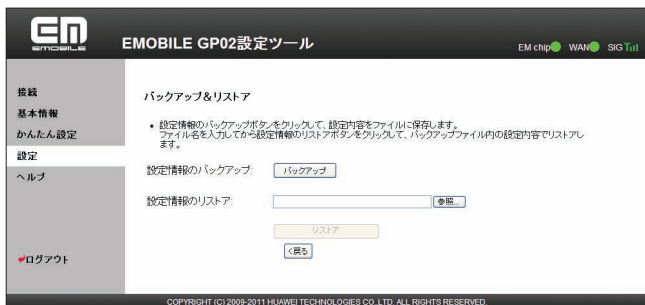 EM
EMOBILE
EMOBILE GP02設定ツール
EM chip WAN SIG
接続
基本情報
かんたん設定
設定
ヘルプ
ログアウト
バックアップ&リストア
• 設定情報のバックアップボタンをクリックして、設定内容をファイルに保存します。
ファイル名を入力してから設定情報のリストアボタンをクリックして、バックアップファイル内の設定内容でリストアし
ます。
設定情報のバックアップ: バックアップ
設定情報のリストア: 参照...
リストア
<戻る
COPYRIGHT (C) 2009-2011 HUAWEI TECHNOLOGIES CO.,LTD. ALL RIGHTS RESERVED.